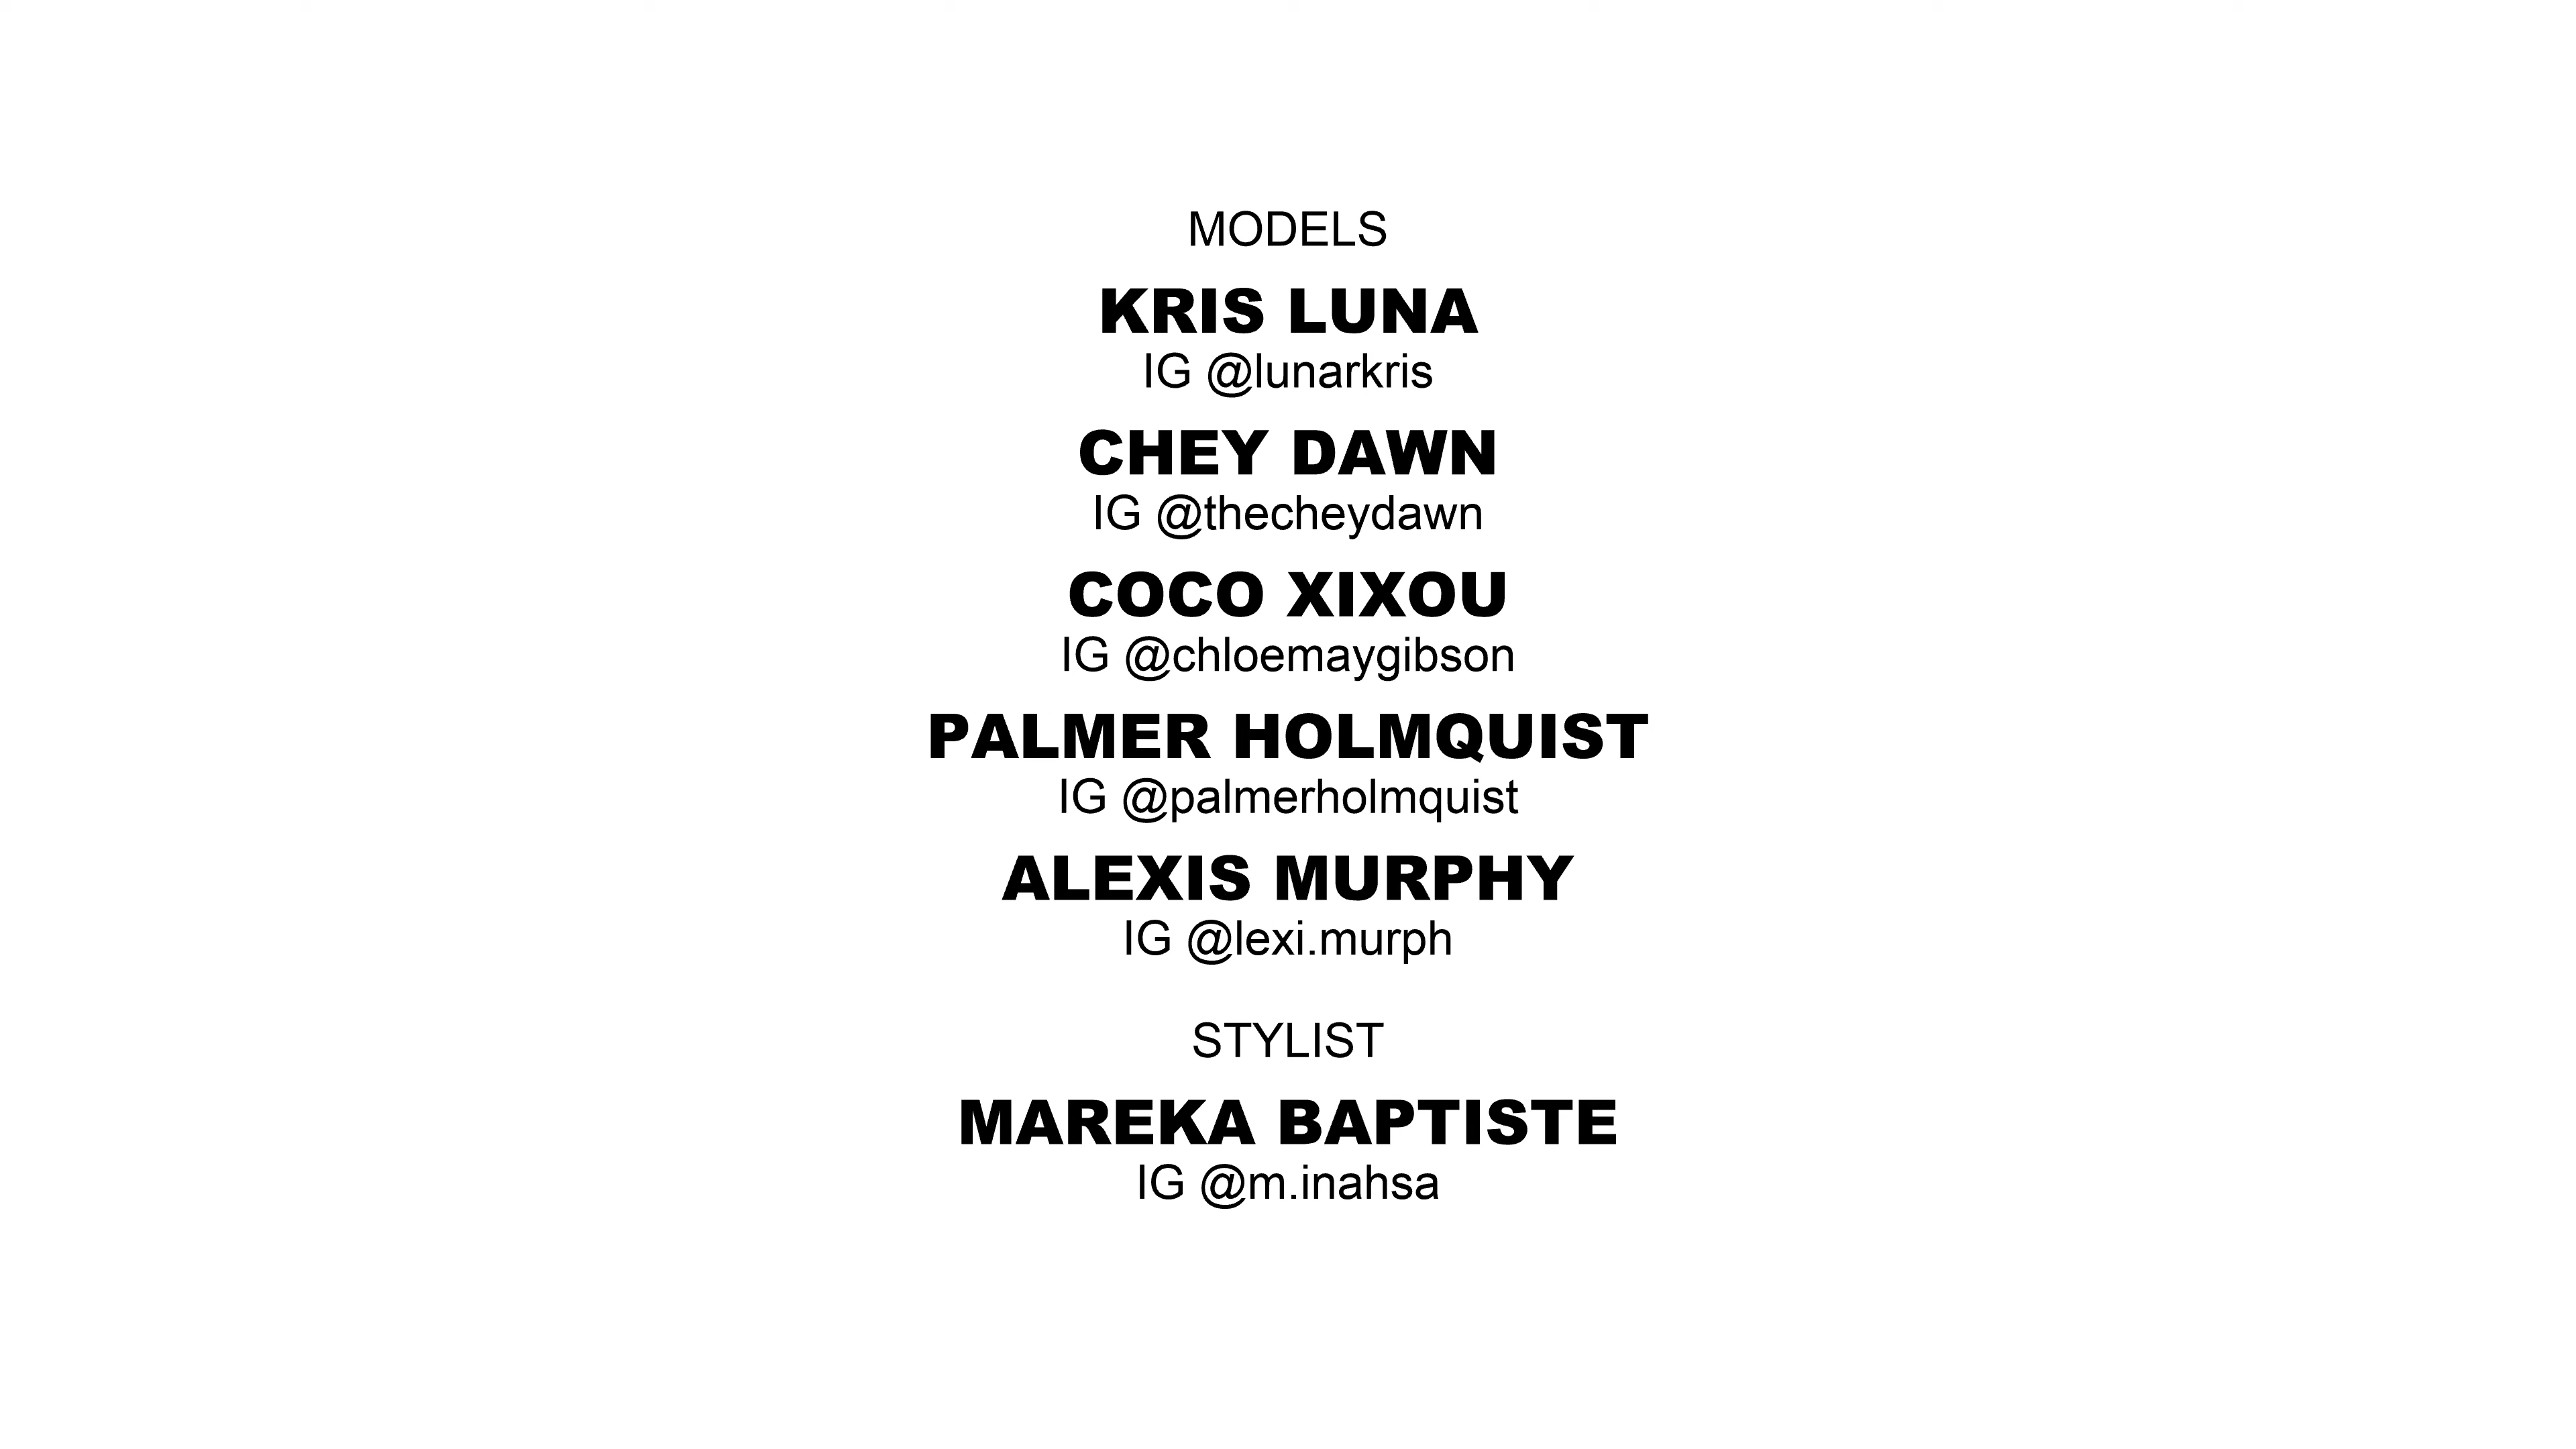 MODELS
KRIS LUNA
IG @lunarkris
CHEY DAWN
IG @thecheydawn
COCO XIXOU
IG @chloemaygibson
PALMER HOLMQUIST
IG @palmerholmquist
ALEXIS MURPHY
IG @lexi.murph
STYLIST
MAREKA BAPTISTE
IG @m.inahsa